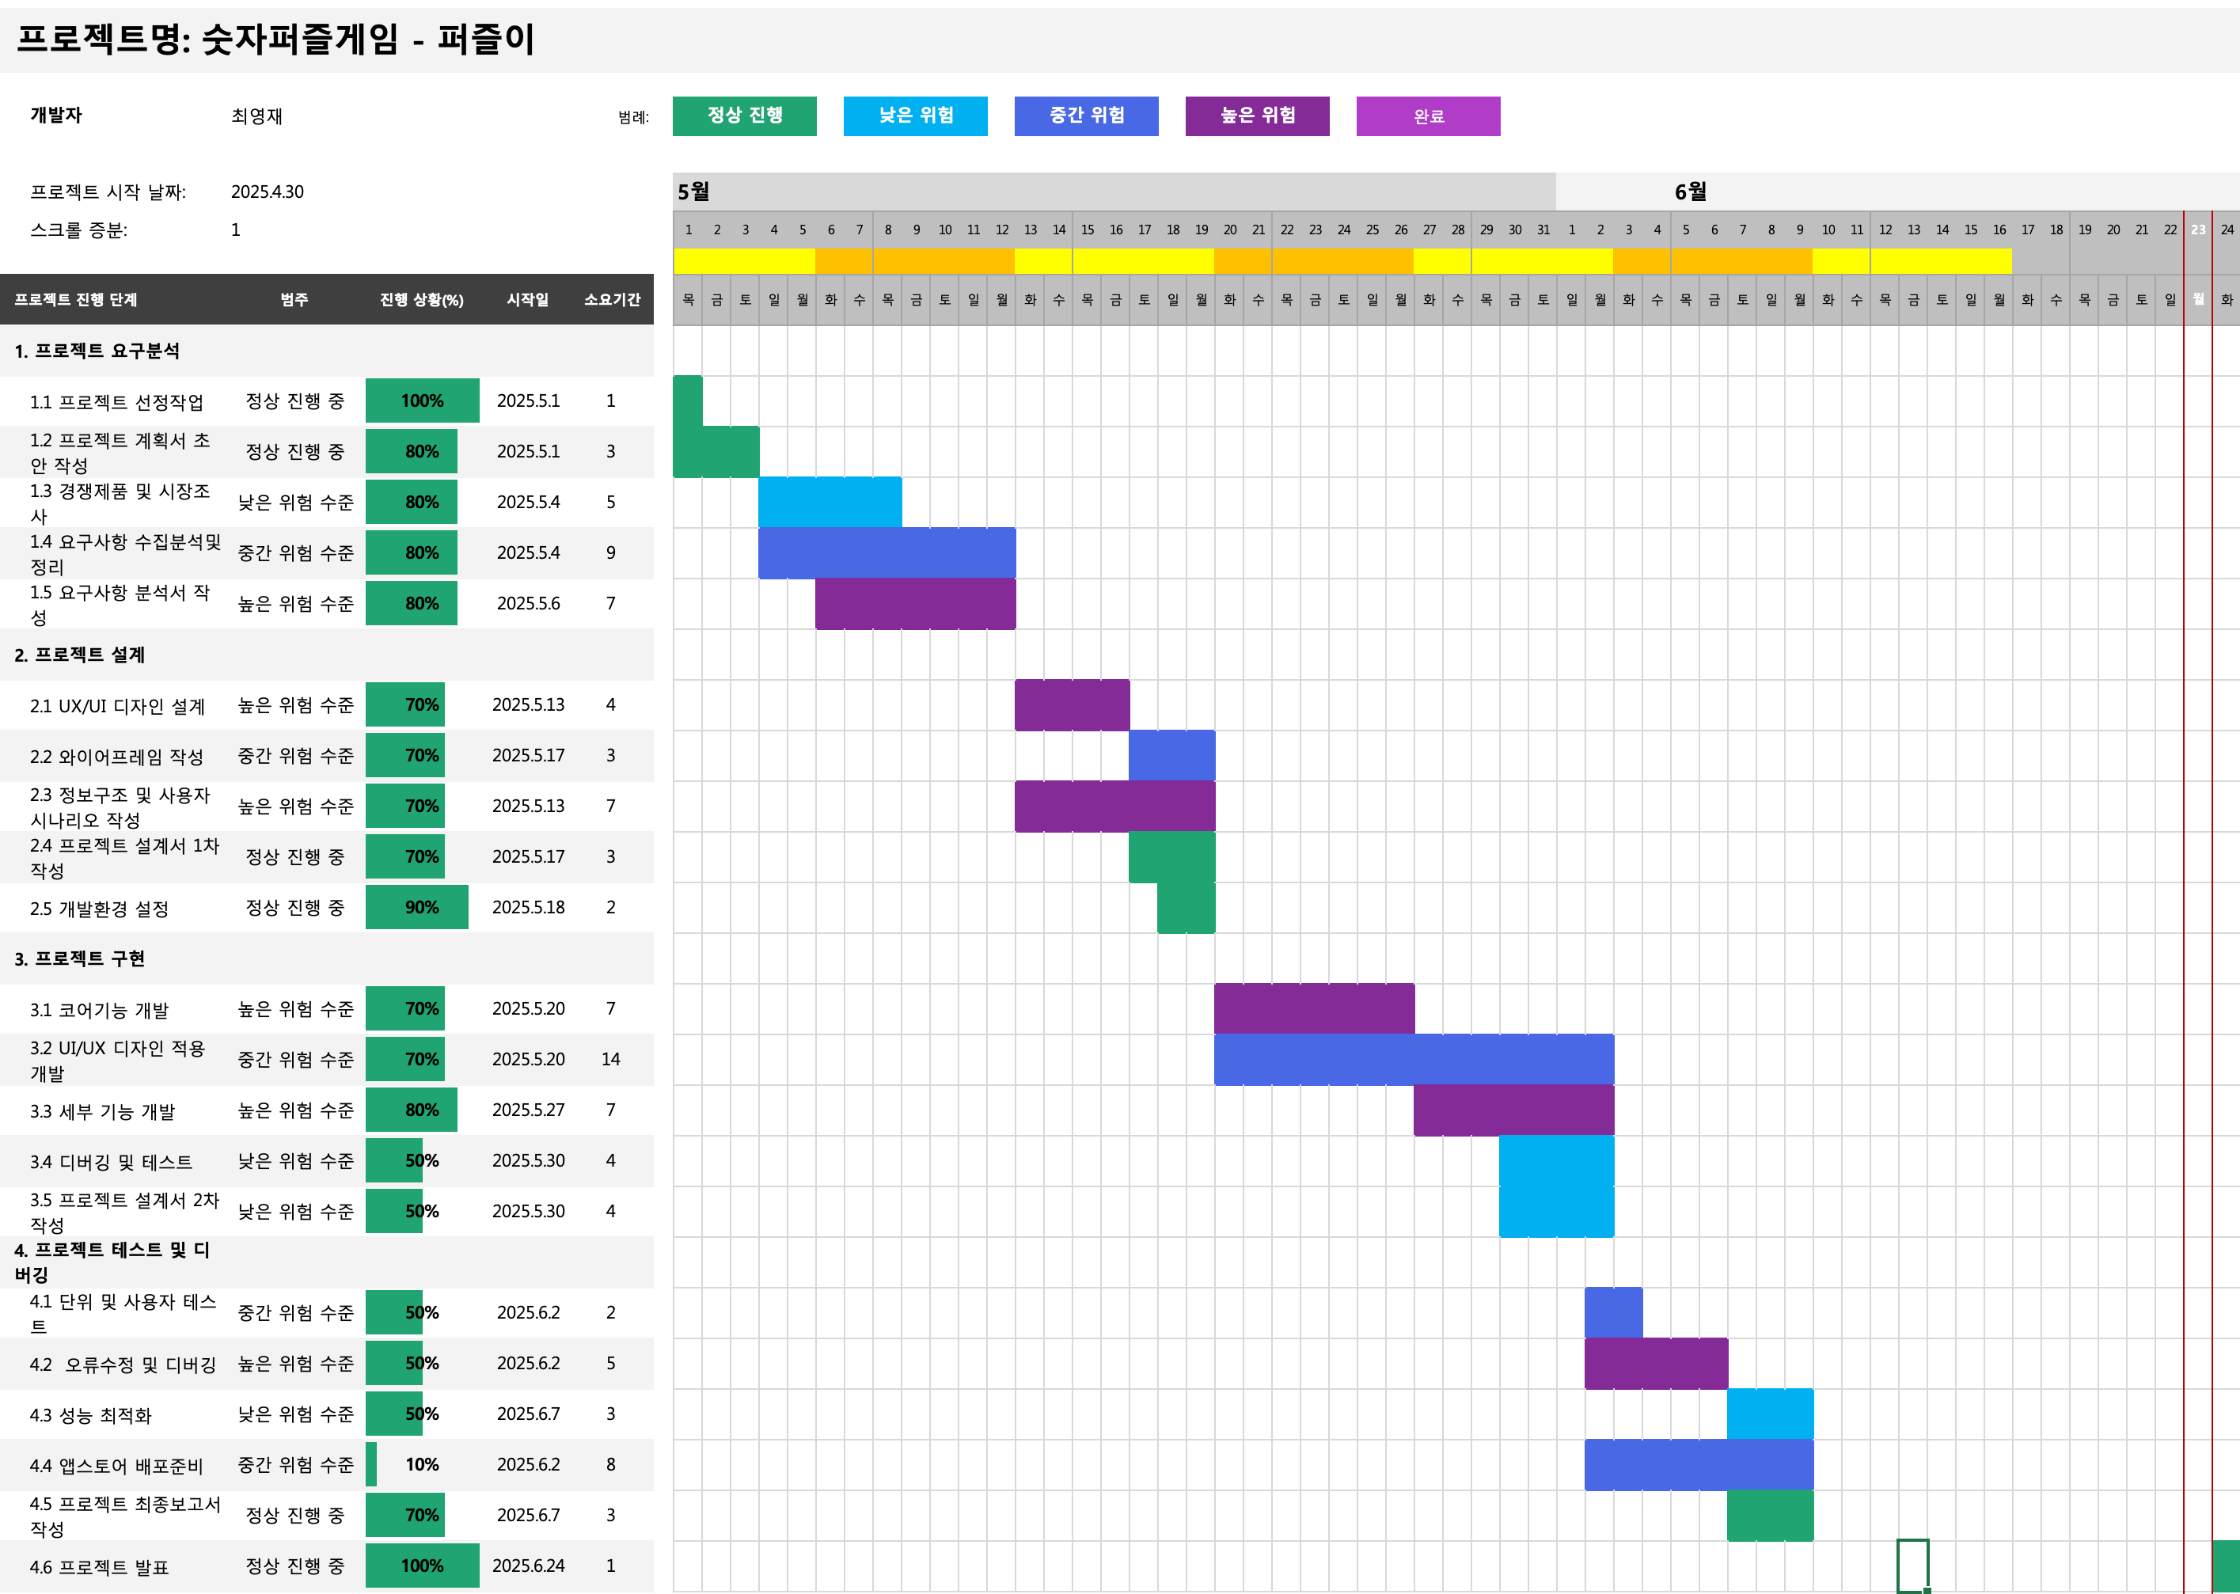 프로젝트명: 숫자퍼즐게임 - 퍼즐이
개발자 최영재 범례: 정상 진행 낮은 위험 중간 위험 높은 위험 완료
프로젝트 시작 날짜: 2025.4.30 5월 6월
스크롤 증분: 1 1 2 3 4 5 6 7 8 9 10 11 12 13 14 15 16 17 18 19 20 21 22 23 24 25 26 27 28 29 30 31 1 2 3 4 5 6 7 8 9 10 11 12 13 14 15 16 17 18 19 20 21 22 23 24
프로젝트 진행 단계 범주 진행 상황(%) 시작일 소요기간 목 금 토 일 월 화 수 목 금 토 일 월 화 수 목 금 토 일 월 화 수 목 금 토 일 월 화 수 목 금 토 일 월 화 수 목 금 토 일 화 수 목 금 토 일 월 화 수 목 금 토 일 월 화
1. 프로젝트 요구분석
1.1 프로젝트 선정작업 정상 진행 중 100% 2025.5.1 1
1.2 프로젝트 계획서 초
안 작성 정상 진행 중 80% 2025.5.1 3
1.3 경쟁제품 및 시장조
사 낮은 위험 수준 80% 2025.5.4 5
1.4 요구사항 수집분석및
정리 중간 위험 수준 80% 2025.5.4 9
1.5 요구사항 분석서 작
성 높은 위험 수준 80% 2025.5.6 7
2. 프로젝트 설계
2.1 UX/UI 디자인 설계 높은 위험 수준 70% 2025.5.13 4
2.2 와이어프레임 작성 중간 위험 수준 70% 2025.5.17 3
2.3 정보구조 및 사용자
시나리오 작성 높은 위험 수준 70% 2025.5.13 7
2.4 프로젝트 설계서 1차
작성 정상 진행 중 70% 2025.5.17 3
2.5 개발환경 설정 정상 진행 중 90% 2025.5.18 2
3. 프로젝트 구현
3.1 코어기능 개발 높은 위험 수준 70% 2025.5.20 7
3.2 UI/UX 디자인 적용
개발 중간 위험 수준 70% 2025.5.20 14
3.3 세부 기능 개발 높은 위험 수준 80% 2025.5.27 7
3.4 디버깅 및 테스트 낮은 위험 수준 50% 2025.5.30 4
3.5 프로젝트 설계서 2차
작성 낮은 위험 수준 50% 2025.5.30 4
4. 프로젝트 테스트 및 디
버깅
4.1 단위 및 사용자 테스
트 중간 위험 수준 50% 2025.6.2 2
4.2 오류수정 및 디버깅 높은 위험 수준 50% 2025.6.2 5
4.3 성능 최적화 낮은 위험 수준 50% 2025.6.7 3
4.4 앱스토어 배포준비 중간 위험 수준 10% 2025.6.2 8
4.5 프로젝트 최종보고서
작성 정상 진행 중 70% 2025.6.7 3
4.6 프로젝트 발표 정상 진행 중 100% 2025.6.24 1